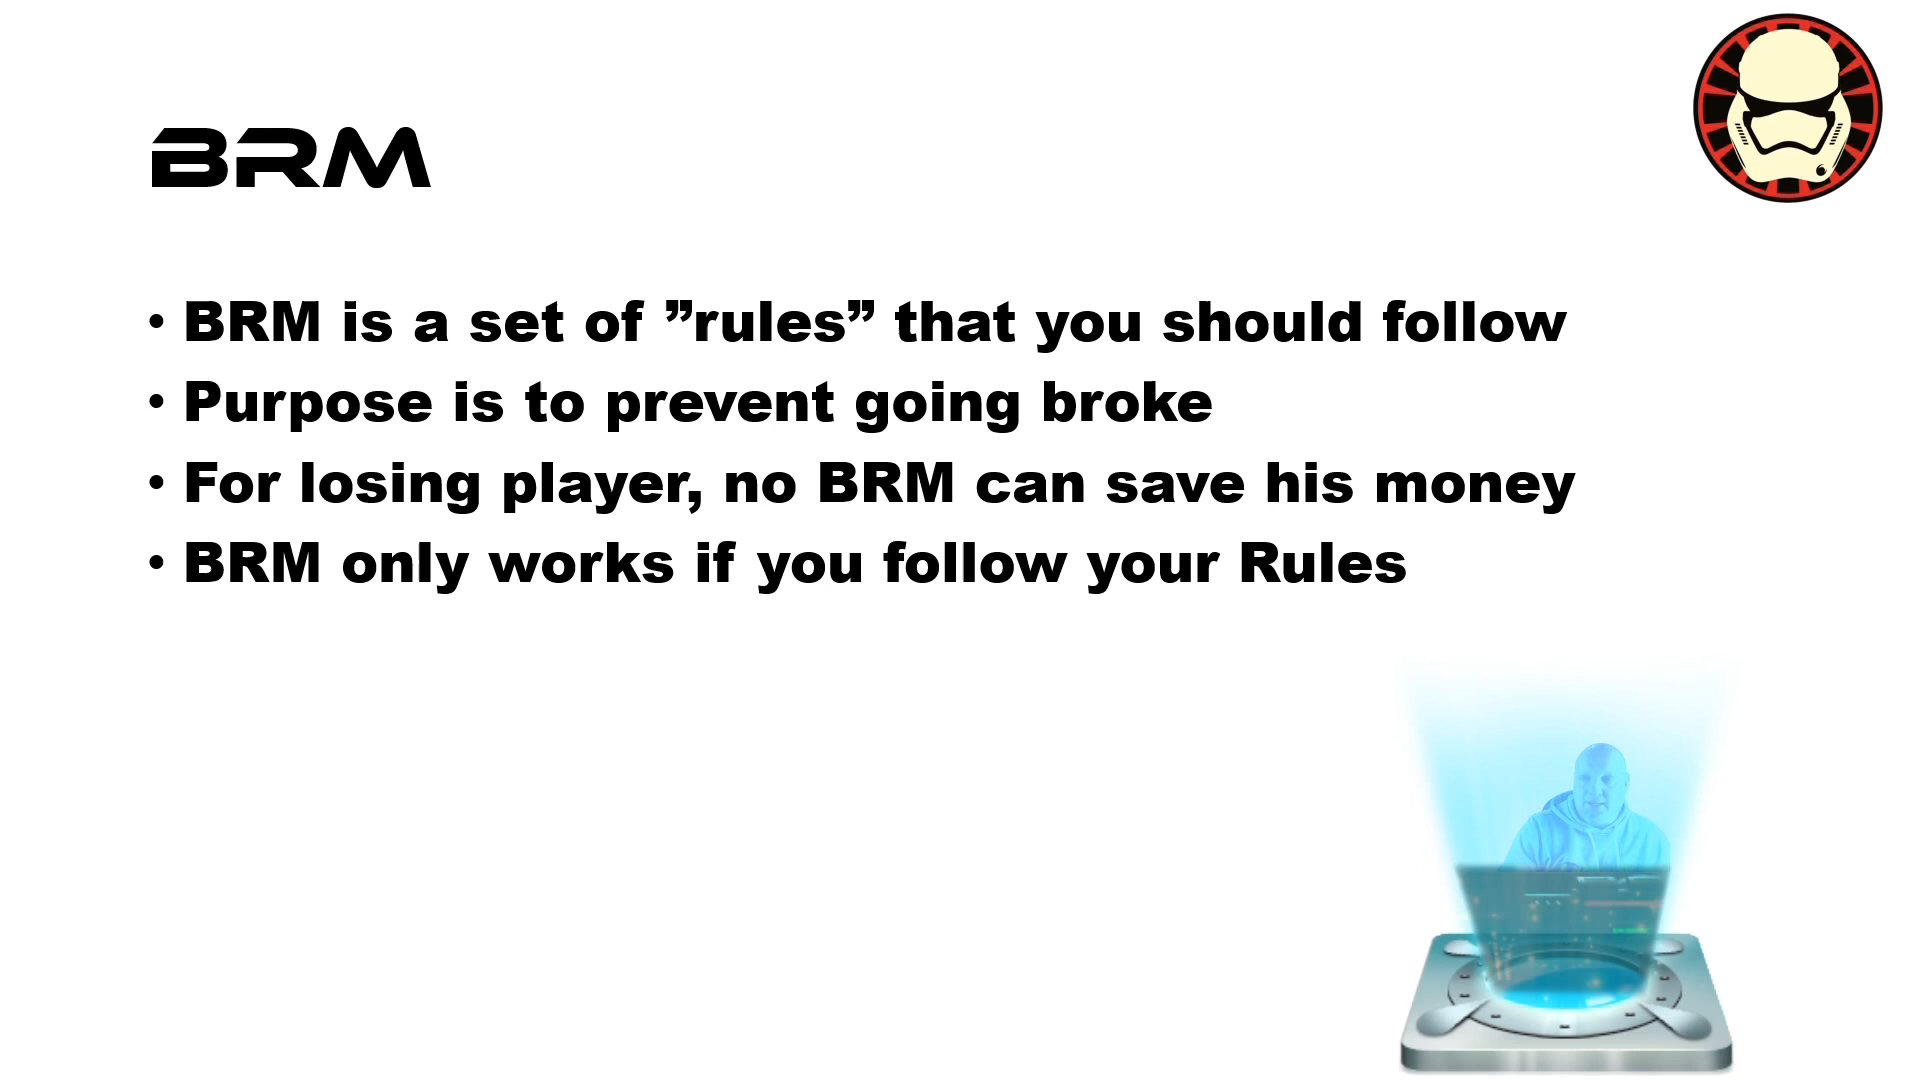 BRM
• BRM is a set of ”rules” that you should follow
• Purpose is to prevent going broke
• For losing player, no BRM can save his money
• BRM only works if you follow your Rules